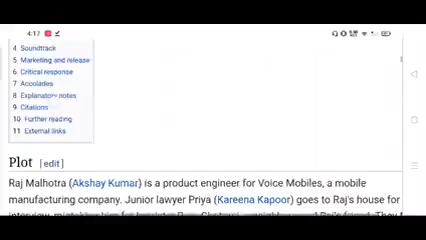 4:17
4 Soundtrack
5 Marketing and release
6 Critical response
7 Accolades
8 Explanatory notes
9 Citations
10 Further reading
11 External links
Plot [edit]
Raj Malhotra (Akshay Kumar) is a product engineer for Voice Mobiles, a mobile
manufacturing company. Junior lawyer Priya (Kareena Kapoor) goes to Raj's house for